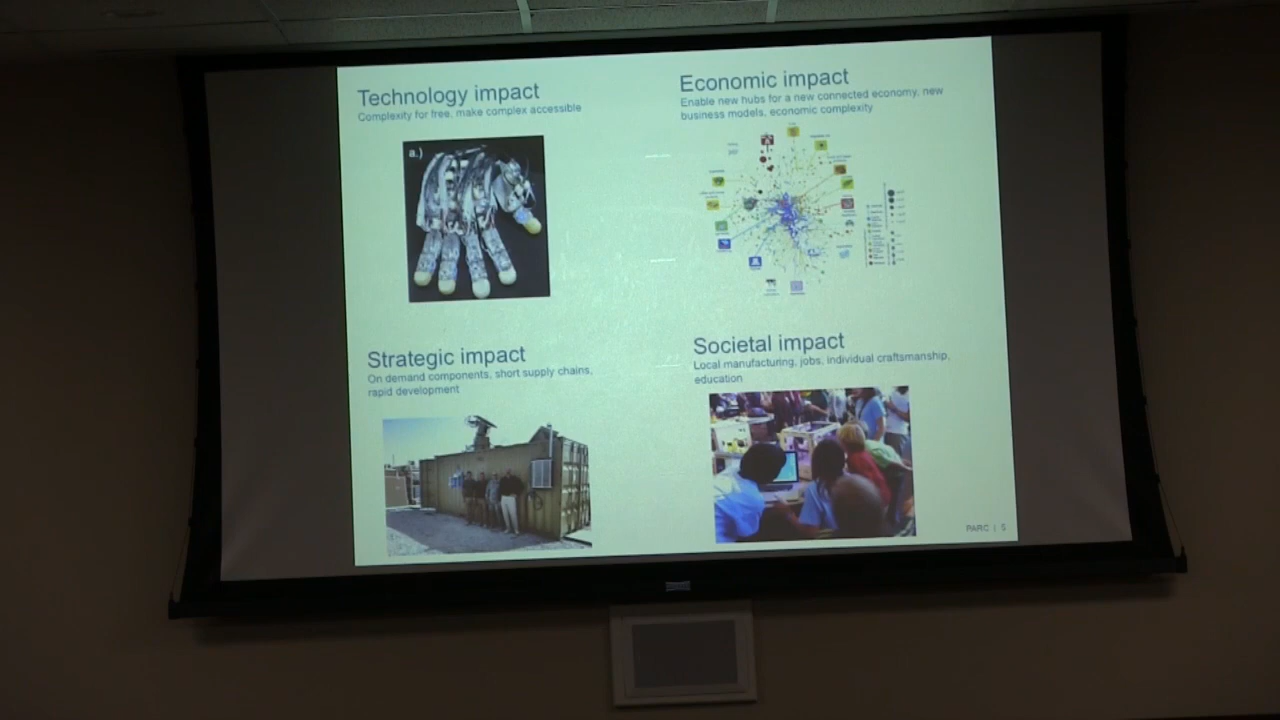 Technology impact
Complexity for free, make complex accessible
a.)
Economic impact
Enable new hubs for a new connected economy, new
business models, economic complexity
Strategic impact
On demand components, short supply chains,
rapid development
Societal impact
Local manufacturing, jobs, individual craftsmanship,
education
PARC | 5